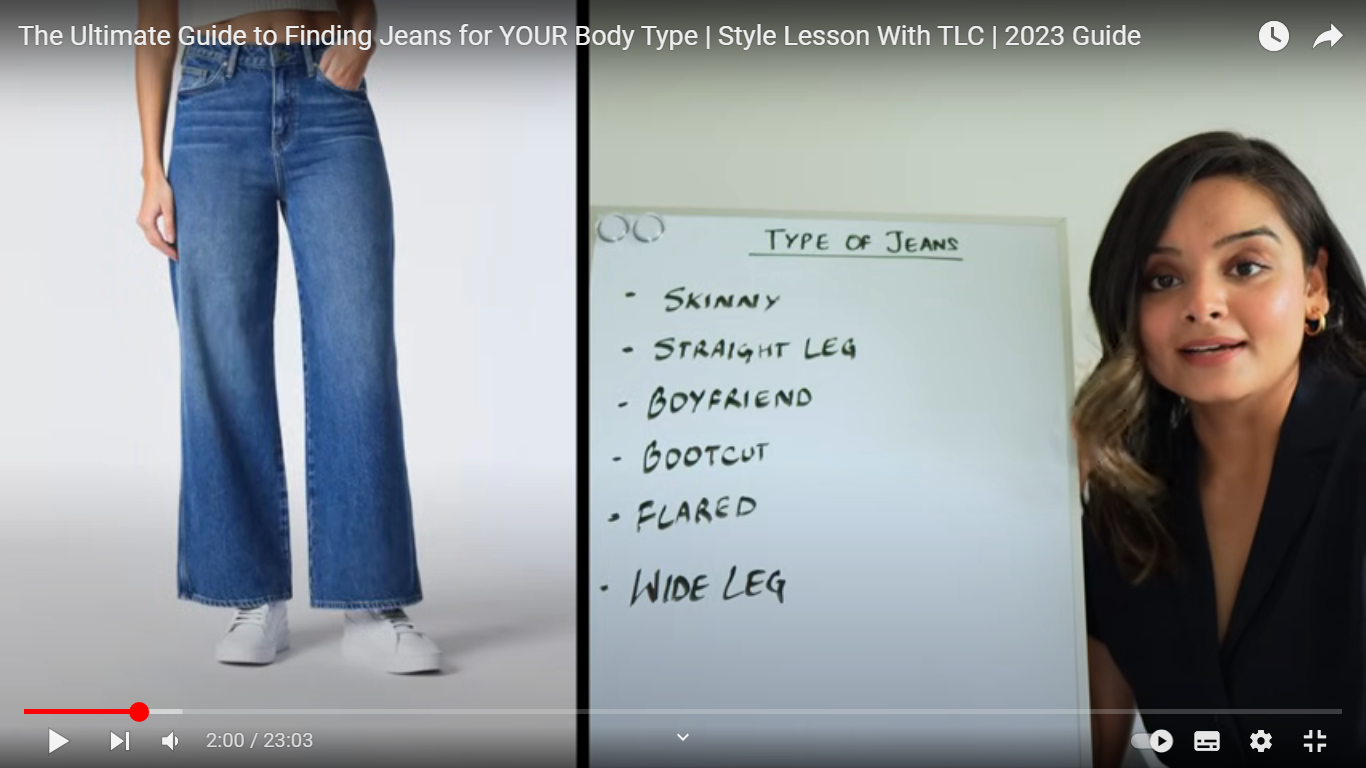 The Ultimate Guide to Finding Jeans for YOUR Body Type | Style Lesson With TLC | 2023 Guide
TYPE OF JEANS
- SKINNY
- STRAIGHT LEG
- BOYFRIEND
- BOOTCUT
- FLARED
- WIDE LEG
2:00 / 23:03